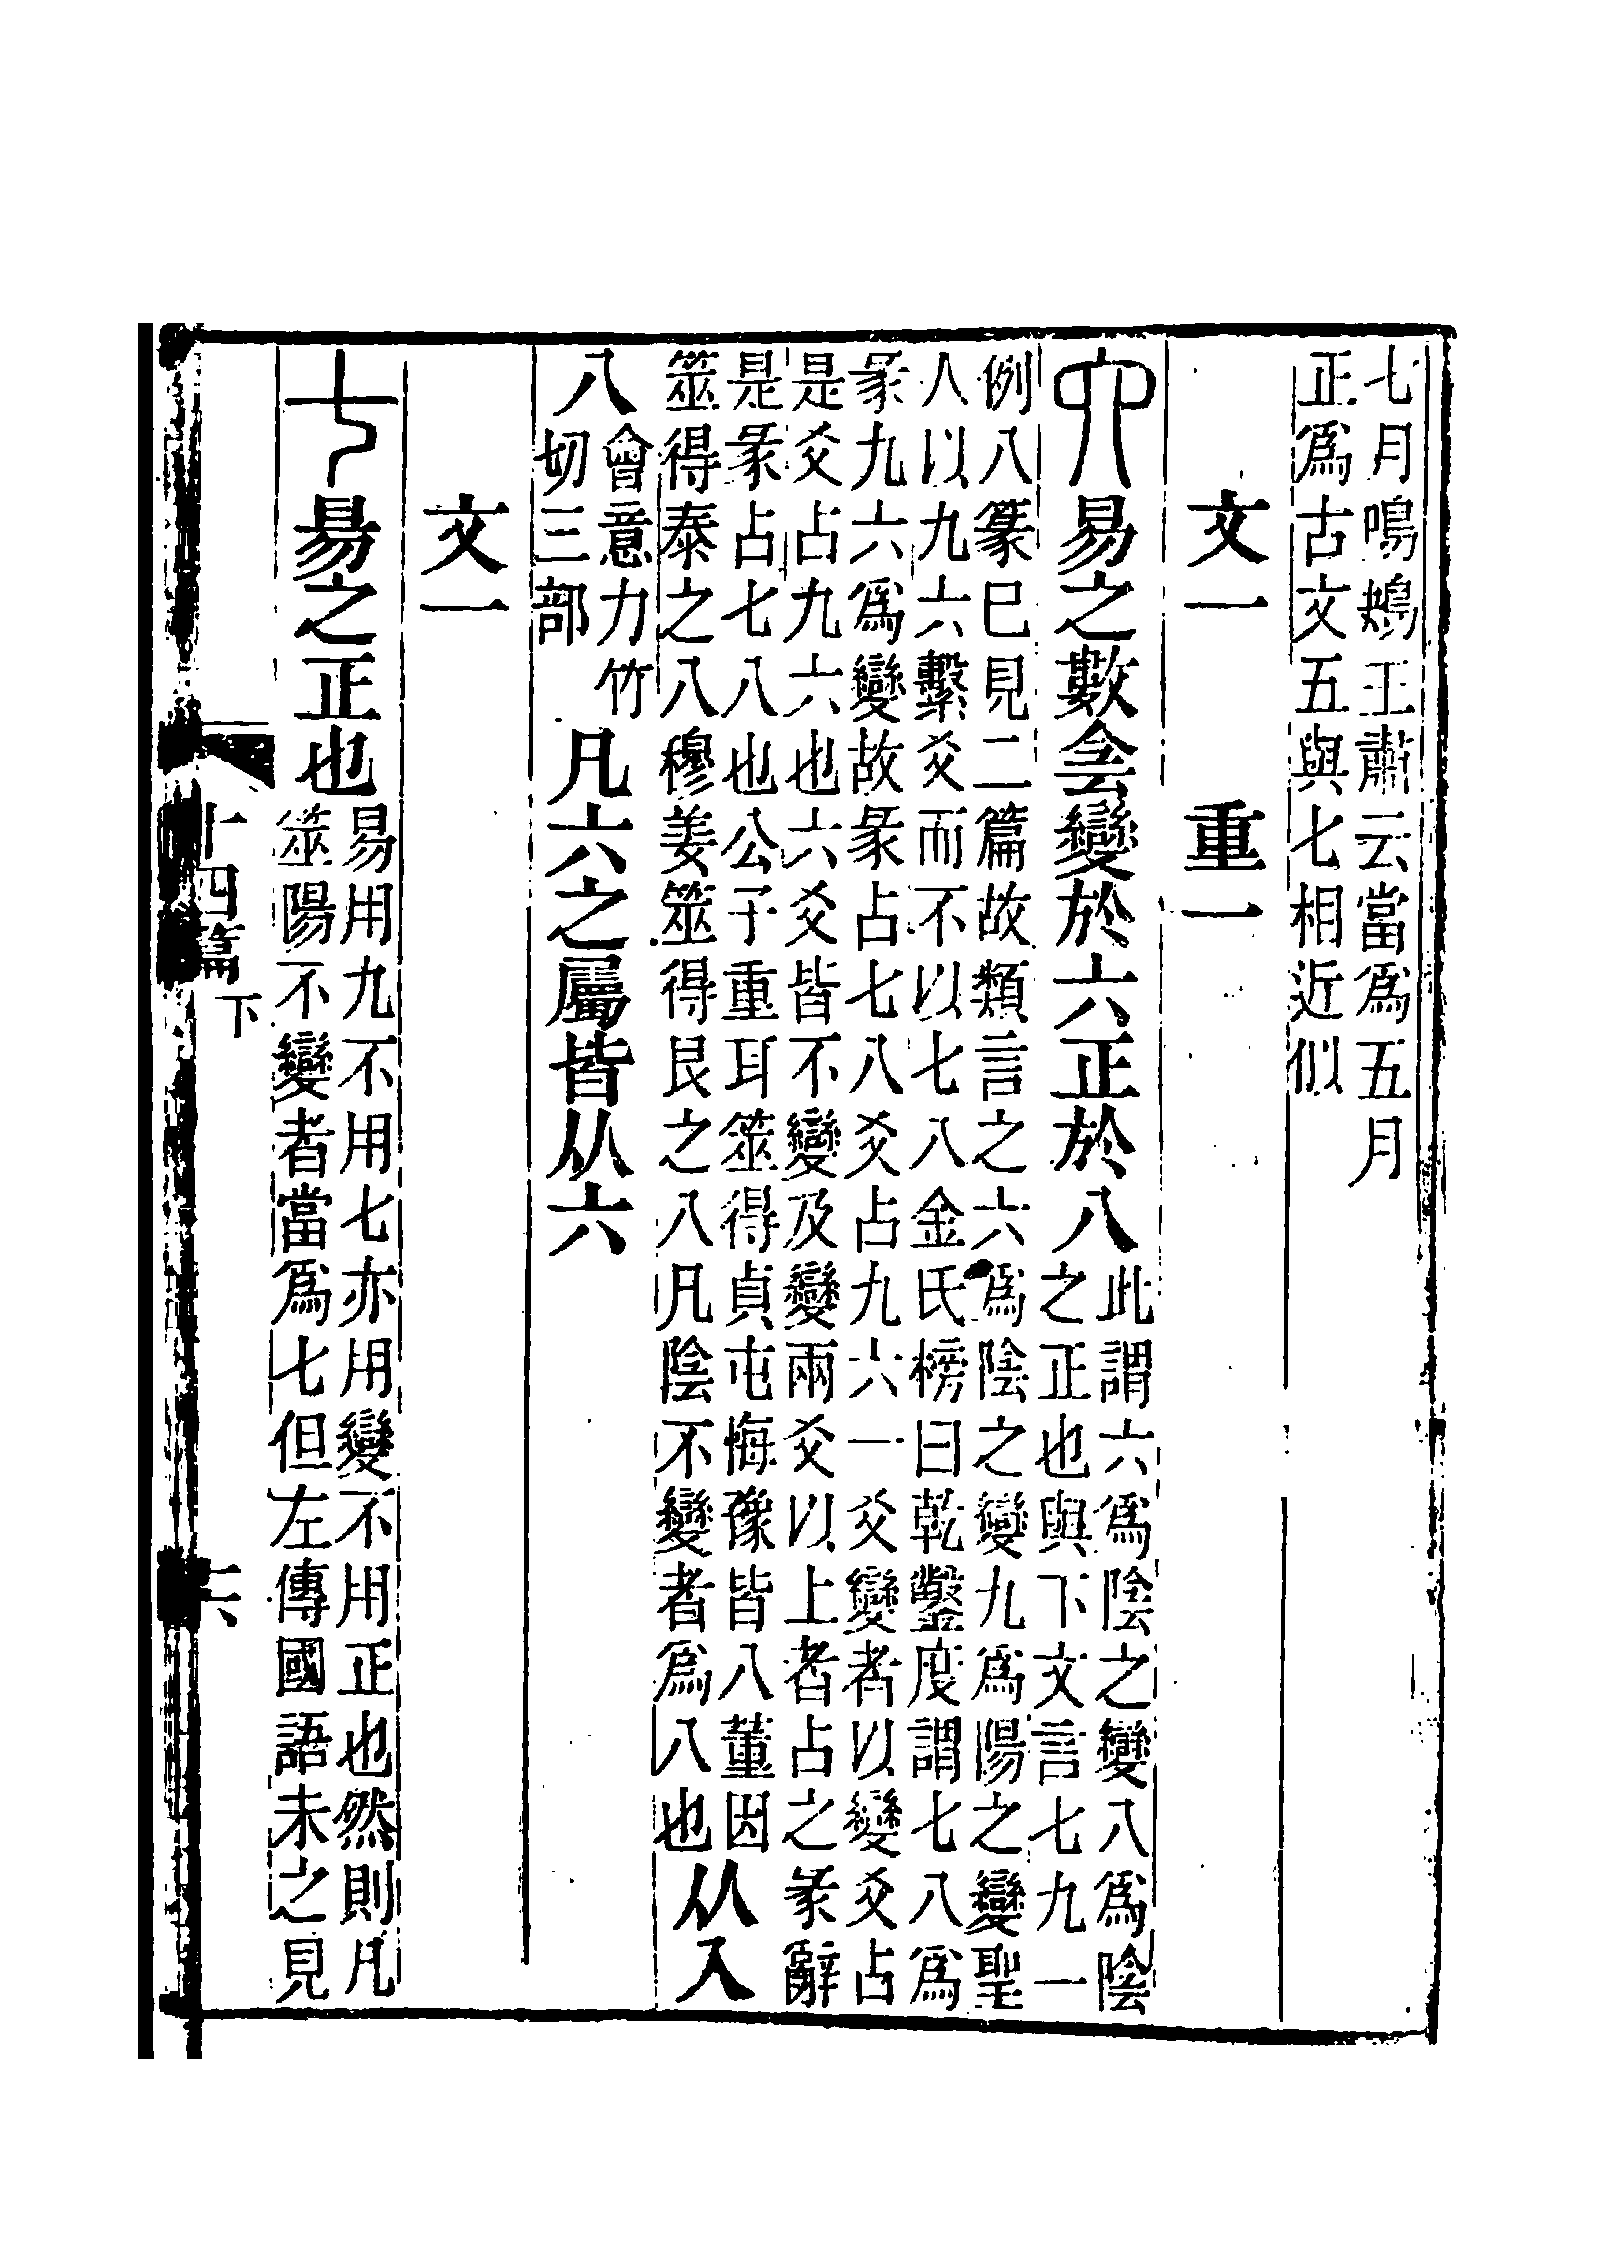 七月鳴鵙王肅云當爲五月
正爲古文五與七相近似
文一　重一
六易之數侌變於六正於八
此謂六爲陰之變八爲陰
之正也與下文言七九一
例八篆巳見二篇故類言之六爲陰之變九爲陽之變聖
人以九六繫爻而不以七八金氏榜曰乾鑿度謂七八爲
彖九六爲變故彖占七八爻占九六一爻變者以變爻占
是爻占九六也六爻皆不變及變兩爻以上者占之彖辭
是彖占七八也公子重耳筮得貞屯悔豫皆八董因
筮得泰之八穆姜筮得艮之八凡陰不變者爲八也
从入
八
會意力竹
切三部
凡六之屬皆从六
文一
七昜之正也
易用九不用七亦用變不用正也然則凡
筮陽不變者當爲七但左傳國語未之見
十四篇下
六